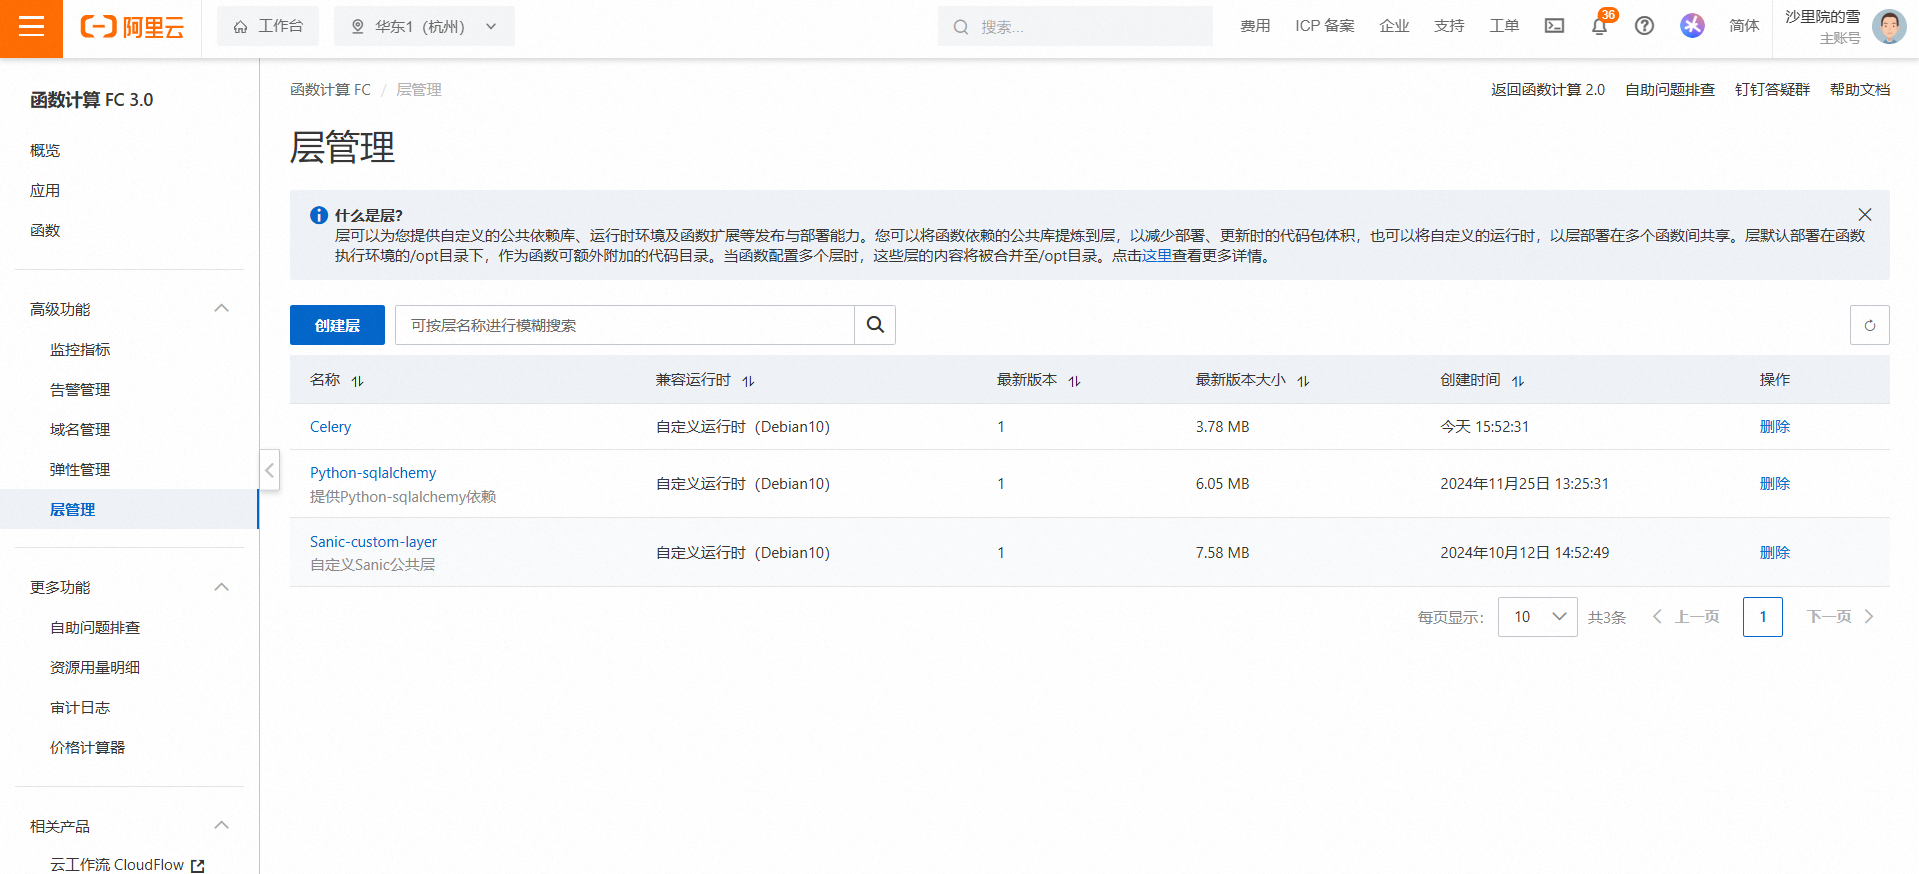 阿里云
工作台
华东1（杭州）
搜索...
费用
ICP 备案
企业
支持
工单
36
简体
沙里院的雪
主账号
函数计算 FC 3.0
概览
应用
函数
高级功能
监控指标
告警管理
域名管理
弹性管理
层管理
更多功能
自助问题排查
资源用量明细
审计日志
价格计算器
相关产品
云工作流 CloudFlow
函数计算 FC / 层管理
返回函数计算 2.0
自助问题排查
钉钉答疑群
帮助文档
层管理
什么是层?
层可以为您提供自定义的公共依赖库、运行时环境及函数扩展等发布与部署能力。您可以将函数依赖的公共库提炼到层，以减少部署、更新时的代码包体积，也可以将自定义的运行时，以层部署在多个函数间共享。层默认部署在函数
执行环境的/opt目录下，作为函数可额外附加的代码目录。当函数配置多个层时，这些层的内容将被合并至/opt目录。点击这里查看更多详情。
创建层
可按层名称进行模糊搜索
名称 兼容运行时 最新版本 最新版本大小 创建时间 操作
Celery 自定义运行时（Debian10） 1 3.78 MB 今天 15:52:31 删除
Python-sqlalchemy 自定义运行时（Debian10） 1 6.05 MB 2024年11月25日 13:25:31 删除
提供Python-sqlalchemy依赖
Sanic-custom-layer 自定义运行时（Debian10） 1 7.58 MB 2024年10月12日 14:52:49 删除
自定义Sanic公共层
每页显示: 10 共3条 上一页 1 下一页